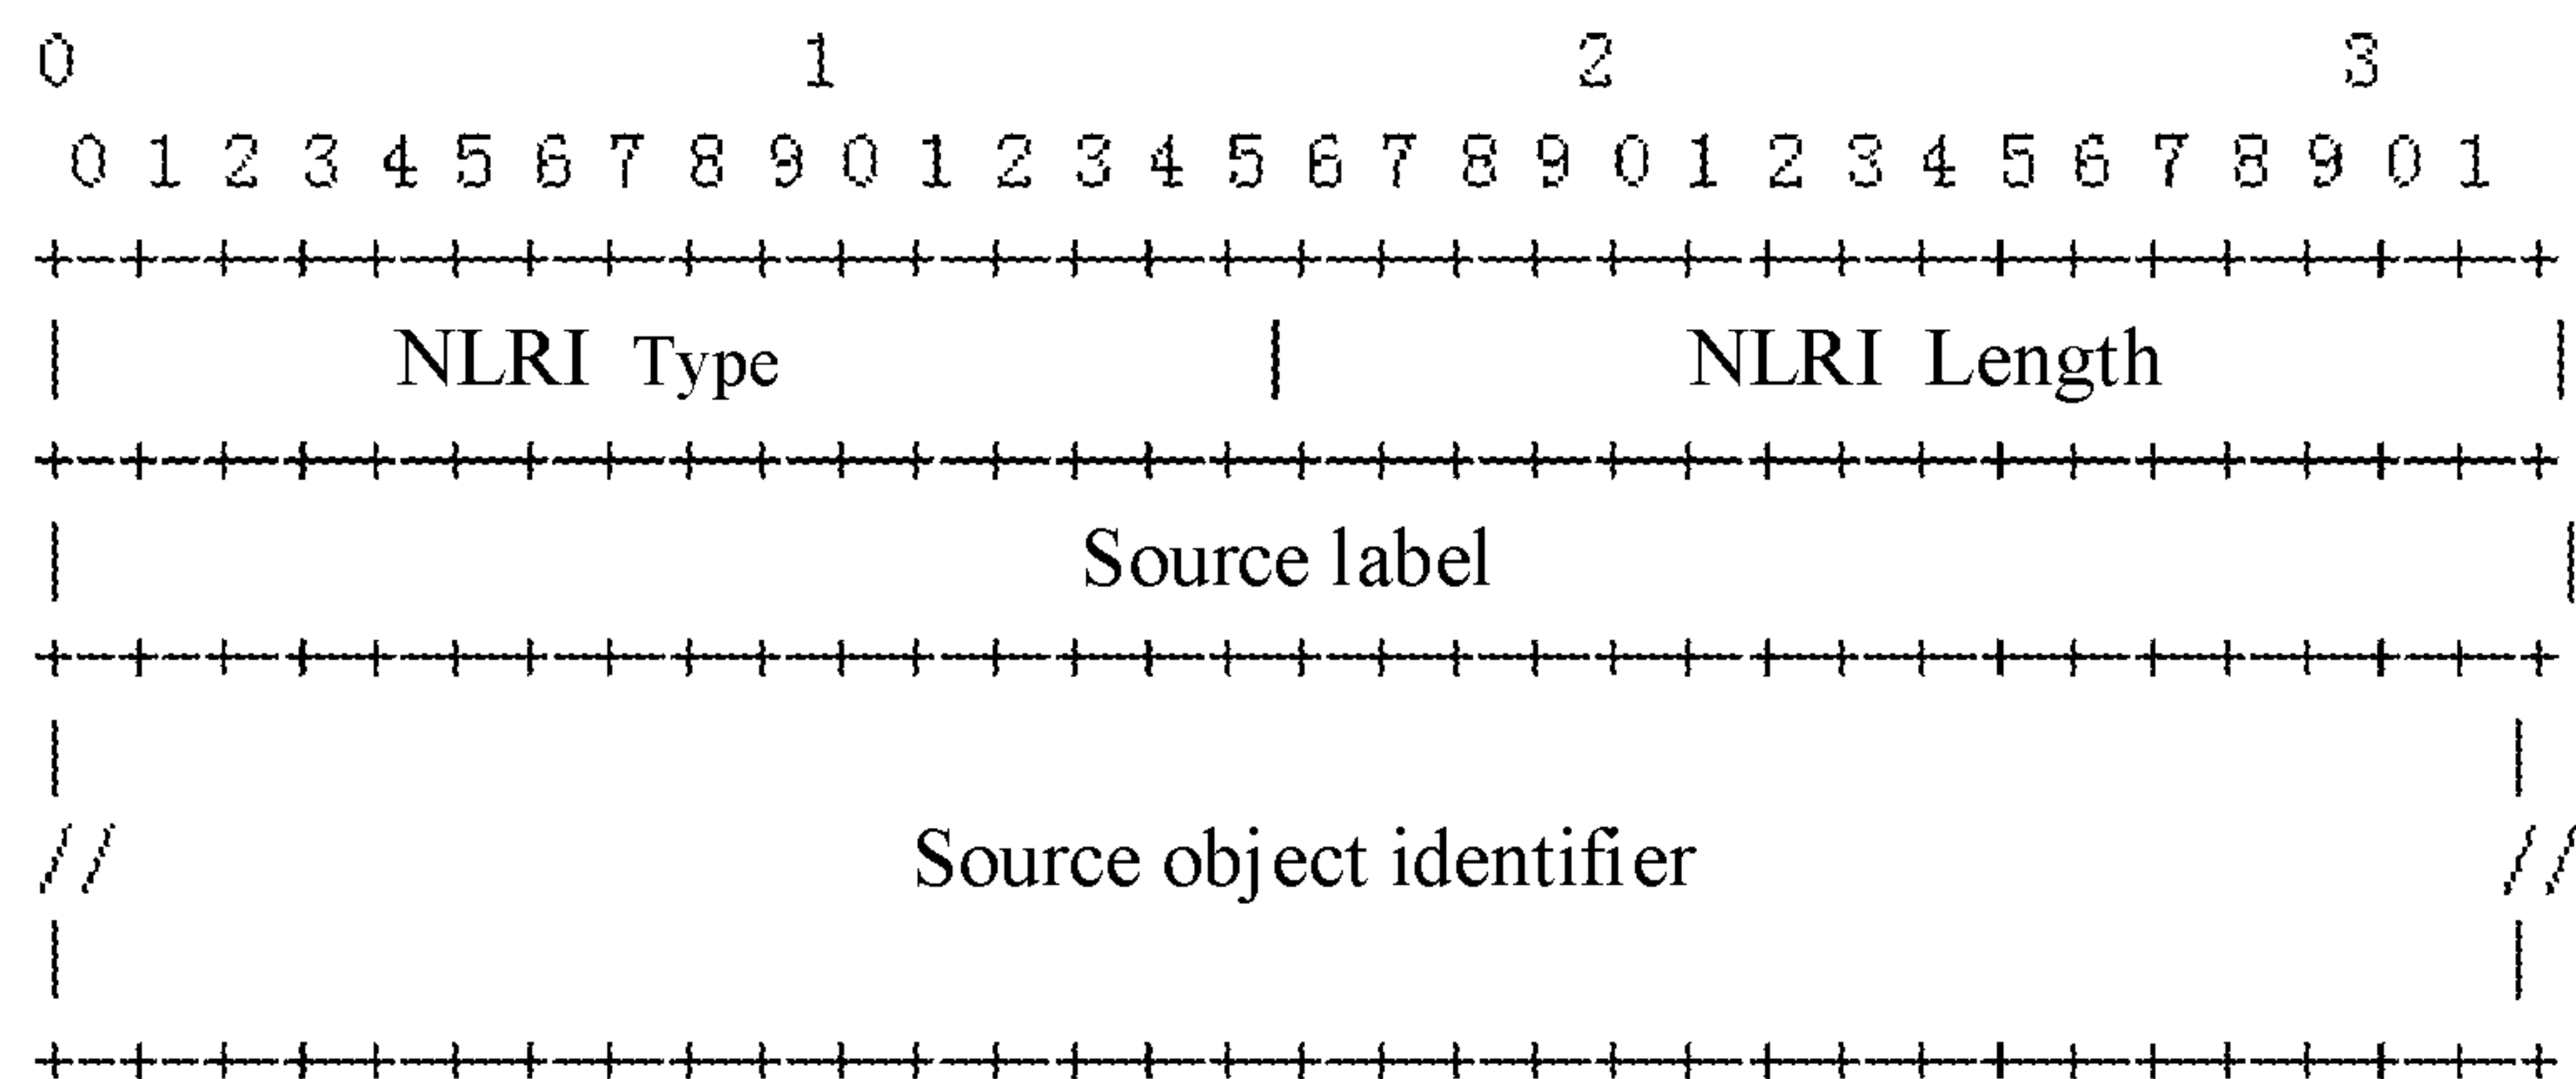 0 1 2 3
0 1 2 3 4 5 6 7 8 9 0 1 2 3 4 5 6 7 8 9 0 1 2 3 4 5 6 7 8 9 0 1
+-+-+-+-+-+-+-+-+-+-+-+-+-+-+-+-+-+-+-+-+-+-+-+-+-+-+-+-+-+-+-+-+
| NLRI Type | NLRI Length |
+-+-+-+-+-+-+-+-+-+-+-+-+-+-+-+-+-+-+-+-+-+-+-+-+-+-+-+-+-+-+-+-+
| Source label |
+-+-+-+-+-+-+-+-+-+-+-+-+-+-+-+-+-+-+-+-+-+-+-+-+-+-+-+-+-+-+-+-+
| |
// Source object identifier //
| |
+-+-+-+-+-+-+-+-+-+-+-+-+-+-+-+-+-+-+-+-+-+-+-+-+-+-+-+-+-+-+-+-+